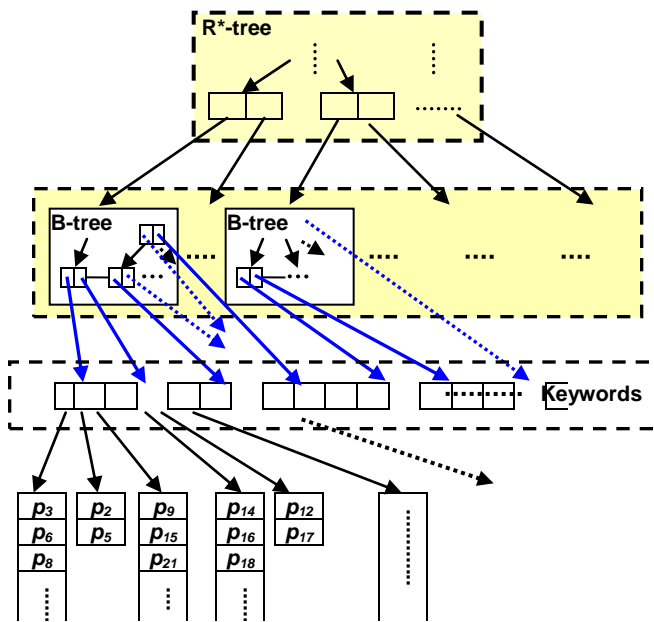 R*-tree
B-tree
B-tree
Keywords
p3 p2 p9 p14 p12
p6 p5 p15 p16 p17
p8 p21 p18